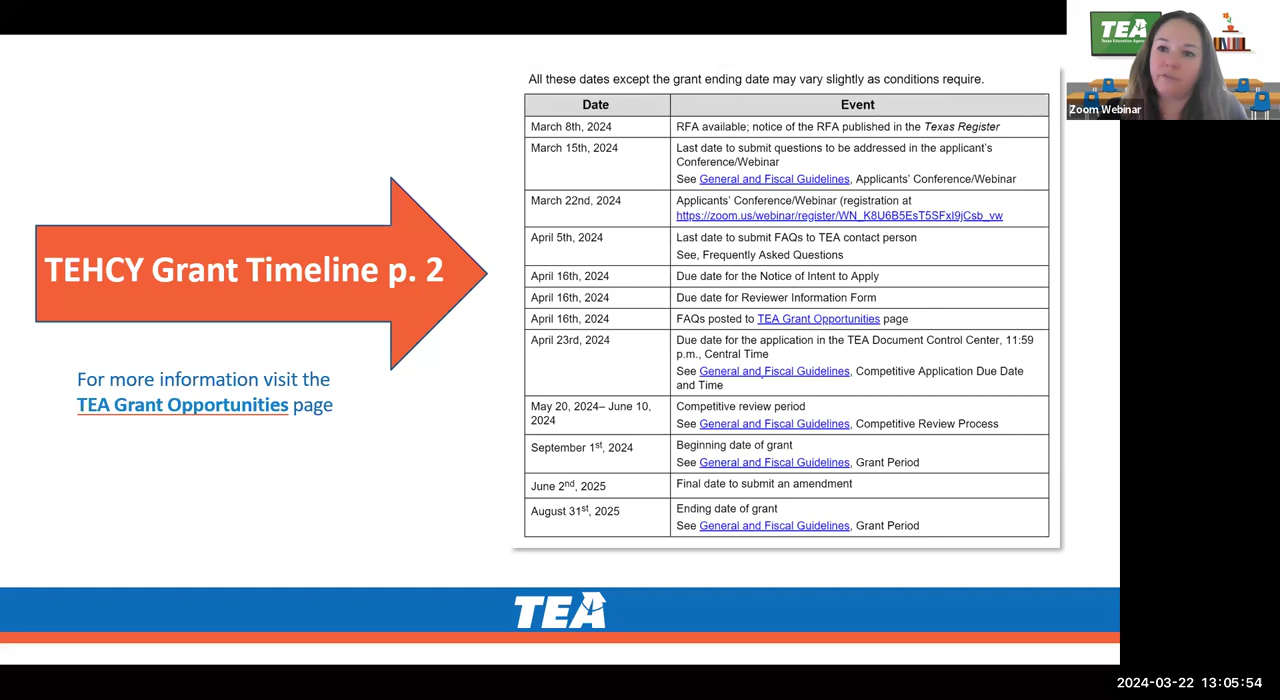 TEHCY Grant Timeline p. 2
For more information visit the
TEA Grant Opportunities page
All these dates except the grant ending date may vary slightly as conditions require.
Date Event
March 8th, 2024 RFA available; notice of the RFA published in the Texas Register
March 15th, 2024 Last date to submit questions to be addressed in the applicant's
Conference/Webinar
See General and Fiscal Guidelines, Applicants' Conference/Webinar
March 22nd, 2024 Applicants' Conference/Webinar (registration at
https://zoom.us/webinar/register/WN_K8U6B5EsT5SFxI9jCsb_vw
April 5th, 2024 Last date to submit FAQs to TEA contact person
See, Frequently Asked Questions
April 16th, 2024 Due date for the Notice of Intent to Apply
April 16th, 2024 Due date for Reviewer Information Form
April 16th, 2024 FAQs posted to TEA Grant Opportunities page
April 23rd, 2024 Due date for the application in the TEA Document Control Center, 11:59
p.m., Central Time
See General and Fiscal Guidelines, Competitive Application Due Date
and Time
May 20, 2024– June 10, Competitive review period
2024 See General and Fiscal Guidelines, Competitive Review Process
September 1st, 2024 Beginning date of grant
See General and Fiscal Guidelines, Grant Period
June 2nd, 2025 Final date to submit an amendment
August 31st, 2025 Ending date of grant
See General and Fiscal Guidelines, Grant Period
TEA
TEA
Texas Education Agency
Zoom Webinar
2024-03-22 13:05:54